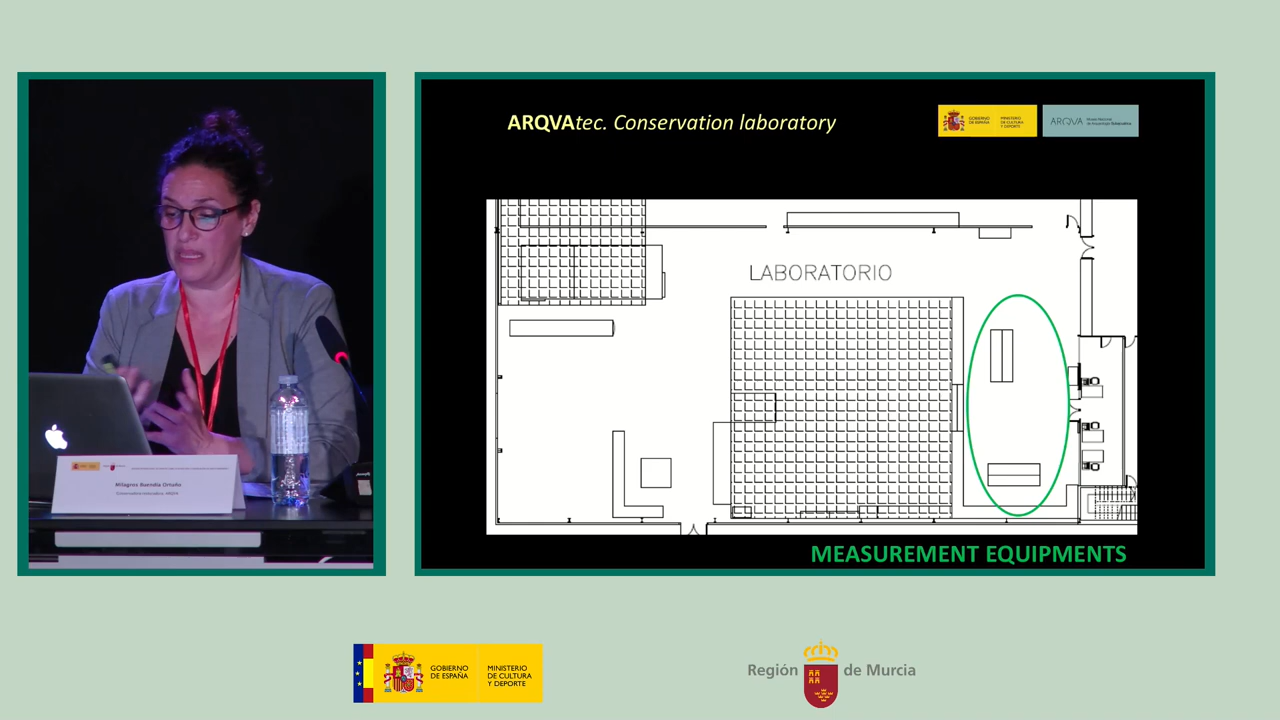 ARQVAtec. Conservation laboratory
GOBIERNO
DE ESPAÑA
MINISTERIO
DE CULTURA
Y DEPORTE
ARQVA
LABORATORIO
MEASUREMENT EQUIPMENTS
Milagros Buendía Ortuño
GOBIERNO
DE ESPAÑA
MINISTERIO
DE CULTURA
Y DEPORTE
Región de Murcia